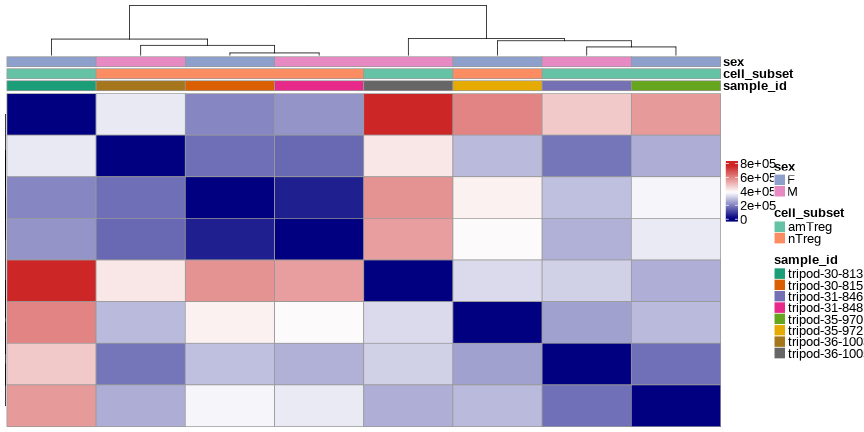 sex
cell_subset
sample_id
8e+05
6e+05
4e+05
2e+05
0
sex
F
M
cell_subset
amTreg
nTreg
sample_id
tripod-30-813
tripod-30-815
tripod-31-846
tripod-31-848
tripod-35-970
tripod-35-972
tripod-36-100
tripod-36-100